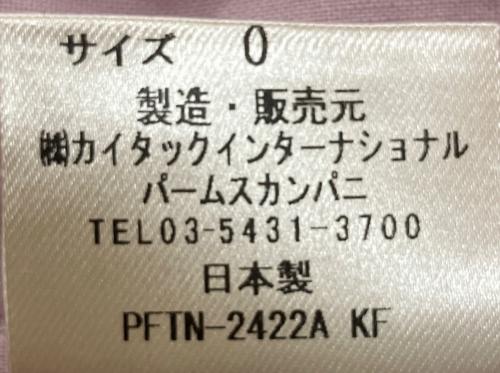 サイズ 0
製造・販売元
㈱カイタックインターナショナル
パームスカンパニ
TEL03-5431-3700
日本製
PFTN-2422A KF